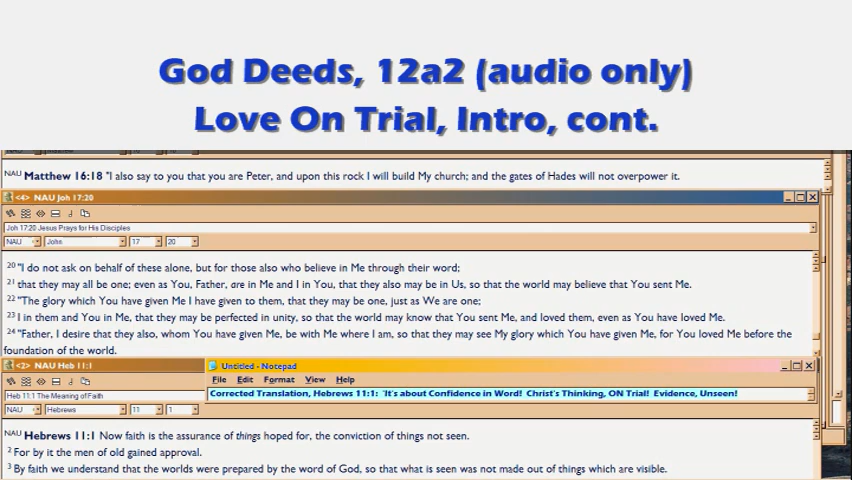 God Deeds, 12a2 (audio only)
Love On Trial, Intro, cont.
NAU Matthew 16:18 "I also say to you that you are Peter, and upon this rock I will build My church; and the gates of Hades will not overpower it.
<4> NAU Joh 17:20
Joh 17:20 Jesus Prays for His Disciples
NAU John 17 20
20 "I do not ask on behalf of these alone, but for those also who believe in Me through their word;
21 that they may all be one; even as You, Father, are in Me and I in You, that they also may be in Us, so that the world may believe that You sent Me.
22 "The glory which You have given Me I have given to them, that they may be one, just as We are one;
23 I in them and You in Me, that they may be perfected in unity, so that the world may know that You sent Me, and loved them, even as You have loved Me.
24 "Father, I desire that they also, whom You have given Me, be with Me where I am, so that they may see My glory which You have given Me, for You loved Me before the
foundation of the world.
<2> NAU Heb 11:1
Untitled - Notepad
File Edit Format View Help
Heb 11:1 The Meaning of Faith
Corrected Translation, Hebrews 11:1: 'It's about Confidence in Word! Christ's Thinking, ON Trial! Evidence, Unseen!
NAU Hebrews 11 1
NAU Hebrews 11:1 Now faith is the assurance of things hoped for, the conviction of things not seen.
2 For by it the men of old gained approval.
3 By faith we understand that the worlds were prepared by the word of God, so that what is seen was not made out of things which are visible.